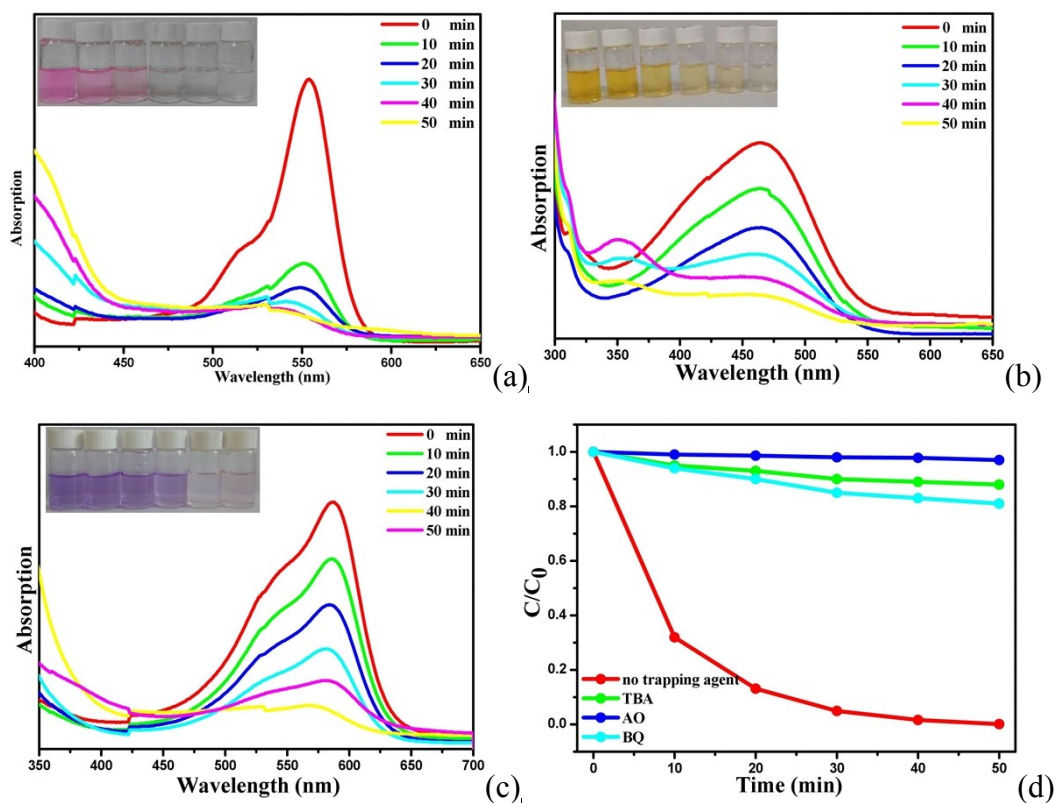 0 min
10 min
20 min
30 min
40 min
50 min
Absorption
400 450 500 550 600 650
Wavelength (nm)
(a)
0 min
10 min
20 min
30 min
40 min
50 min
Absorption
300 350 400 450 500 550 600 650
Wavelength (nm)
(b)
0 min
10 min
20 min
30 min
40 min
50 min
Absorption
350 400 450 500 550 600 650 700
Wavelength (nm)
(c)
1.0
0.8
0.6
0.4
0.2
0.0
C/C0
no trapping agent
TBA
AO
BQ
0 10 20 30 40 50
Time (min)
(d)